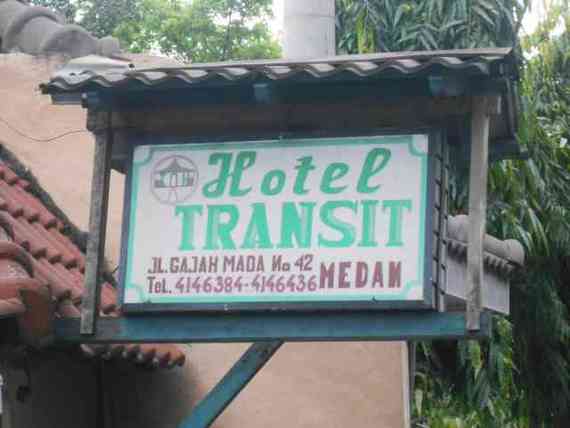 Hotel
TRANSIT
JL. GAJAH MADA No 42
TEL. 4146384-4146436 MEDAN